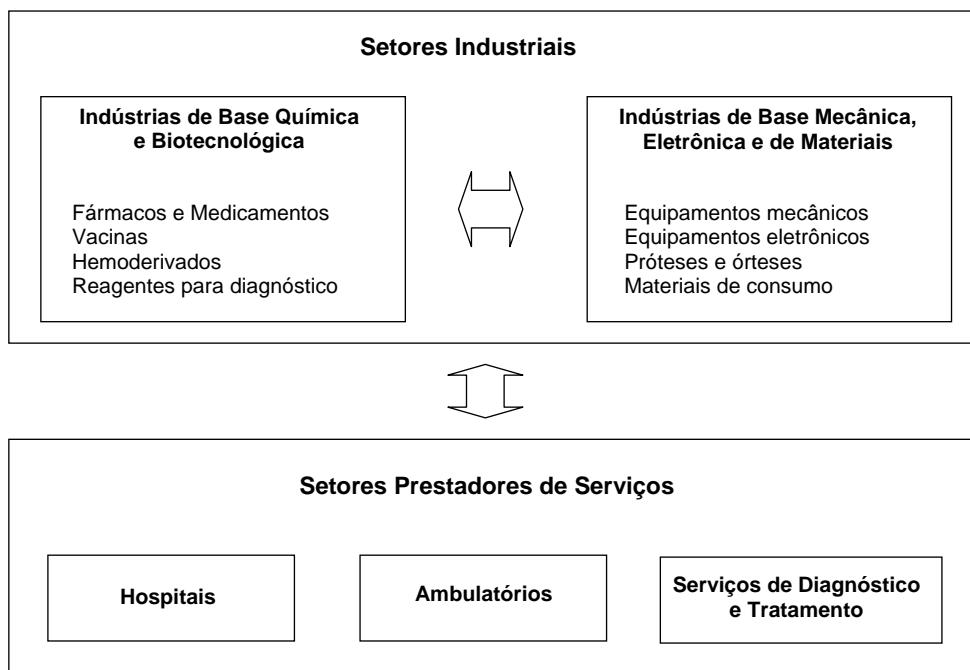 Setores Industriais
Indústrias de Base Química
e Biotecnológica
Fármacos e Medicamentos
Vacinas
Hemoderivados
Reagentes para diagnóstico
Indústrias de Base Mecânica,
Eletrônica e de Materiais
Equipamentos mecânicos
Equipamentos eletrônicos
Próteses e órteses
Materiais de consumo
Setores Prestadores de Serviços
Hospitais
Ambulatórios
Serviços de Diagnóstico
e Tratamento